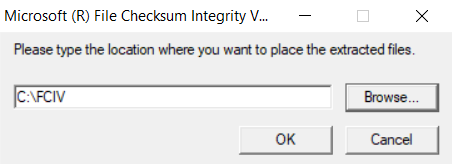 Microsoft (R) File Checksum Integrity V...
Please type the location where you want to place the extracted files.
C:\FCIV
Browse...
OK
Cancel